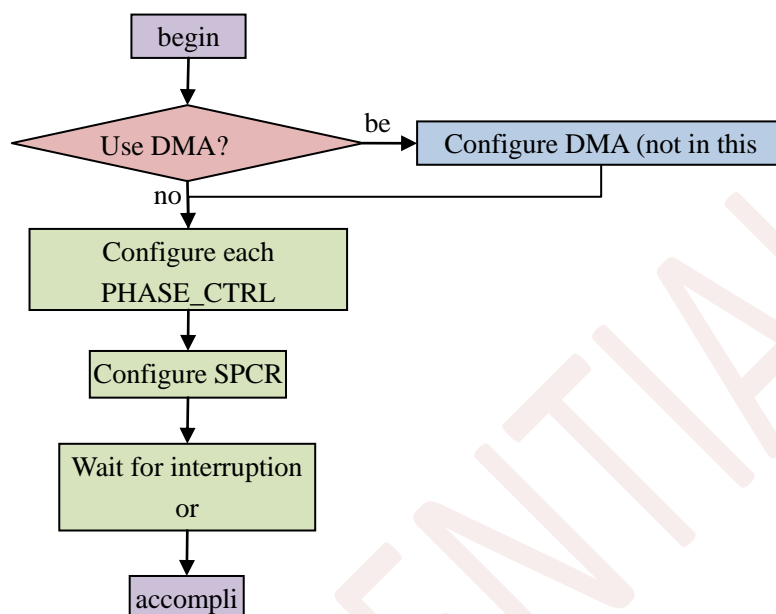 begin
Use DMA?
be
Configure DMA (not in this
no
Configure each
PHASE_CTRL
Configure SPCR
Wait for interruption
or
accompli
ENTIAL